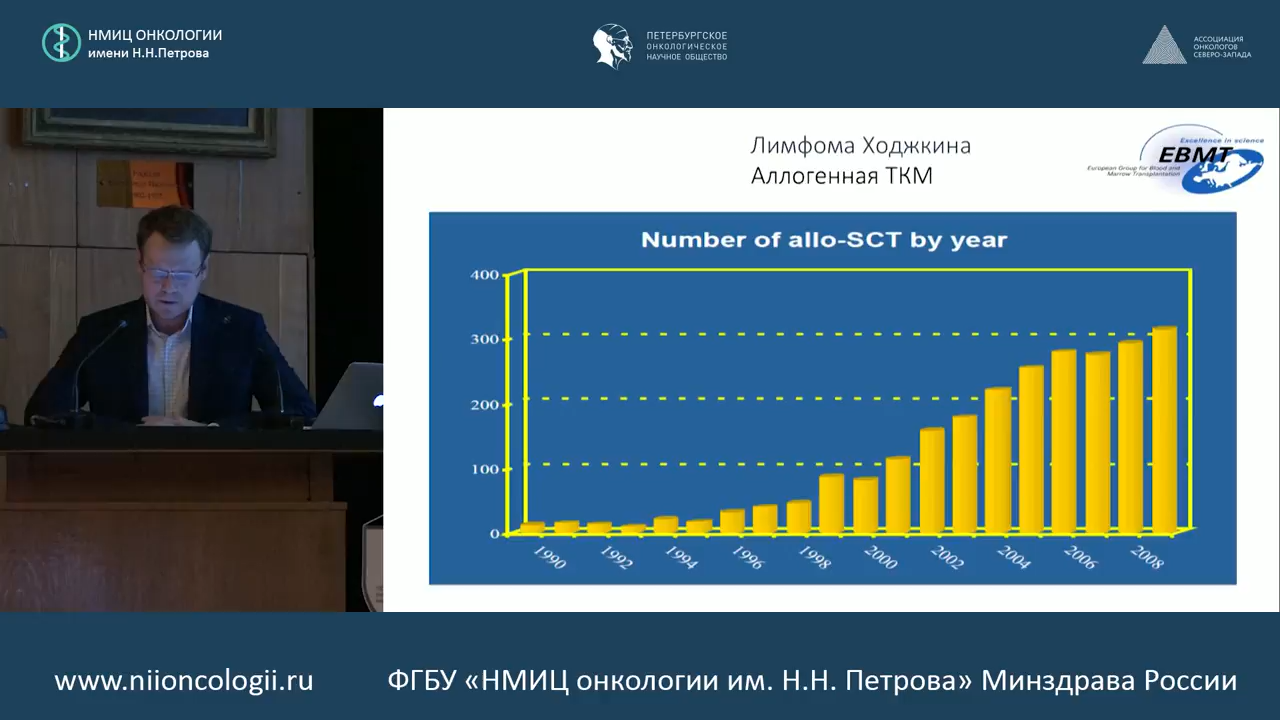 НМИЦ ОНКОЛОГИИ
имени Н.Н.Петрова
ПЕТЕРБУРГСКОЕ
ОНКОЛОГИЧЕСКОЕ
НАУЧНОЕ ОБЩЕСТВО
АССОЦИАЦИЯ
ОНКОЛОГОВ
СЕВЕРО-ЗАПАДА
Лимфома Ходжкина
Аллогенная ТКМ
Excellence in science
EBMT
European Group for Blood and
Marrow Transplantation
Number of allo-SCT by year
400
300
200
100
0
1990
1992
1994
1996
1998
2000
2002
2004
2006
2008
www.niioncologii.ru
ФГБУ «НМИЦ онкологии им. Н.Н. Петрова» Минздрава России